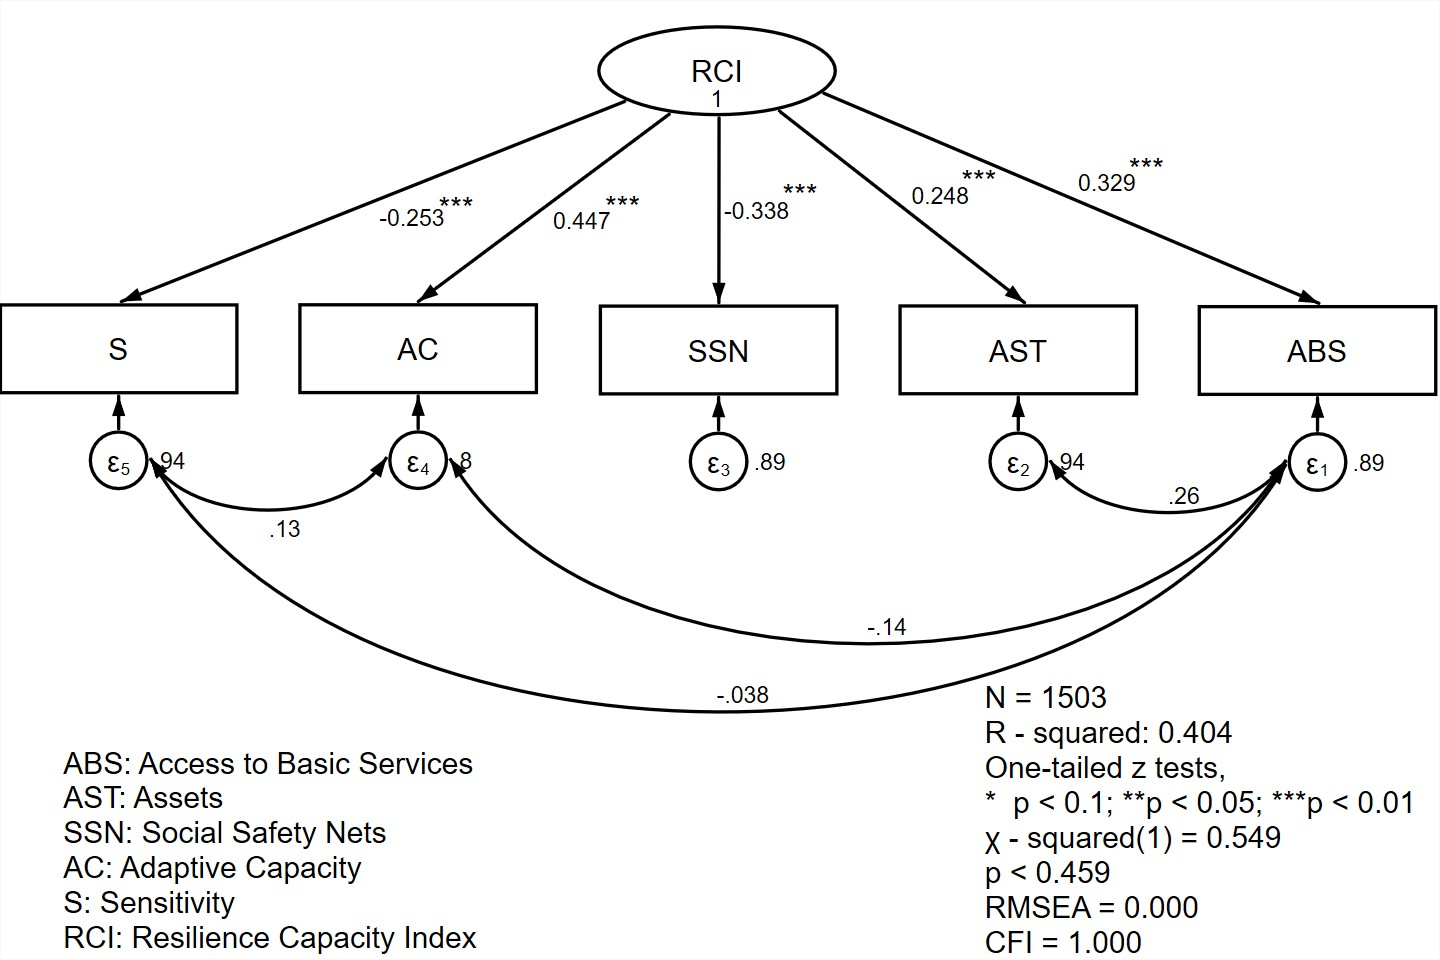 RCI
1
-0.253***
0.447***
-0.338***
0.248***
0.329***
S
AC
SSN
AST
ABS
ε5 .94
ε4 .8
ε3 .89
ε2 .94
ε1 .89
.13
.26
-.14
-.038
ABS: Access to Basic Services
AST: Assets
SSN: Social Safety Nets
AC: Adaptive Capacity
S: Sensitivity
RCI: Resilience Capacity Index
N = 1503
R - squared: 0.404
One-tailed z tests,
* p < 0.1; **p < 0.05; ***p < 0.01
χ - squared(1) = 0.549
p < 0.459
RMSEA = 0.000
CFI = 1.000